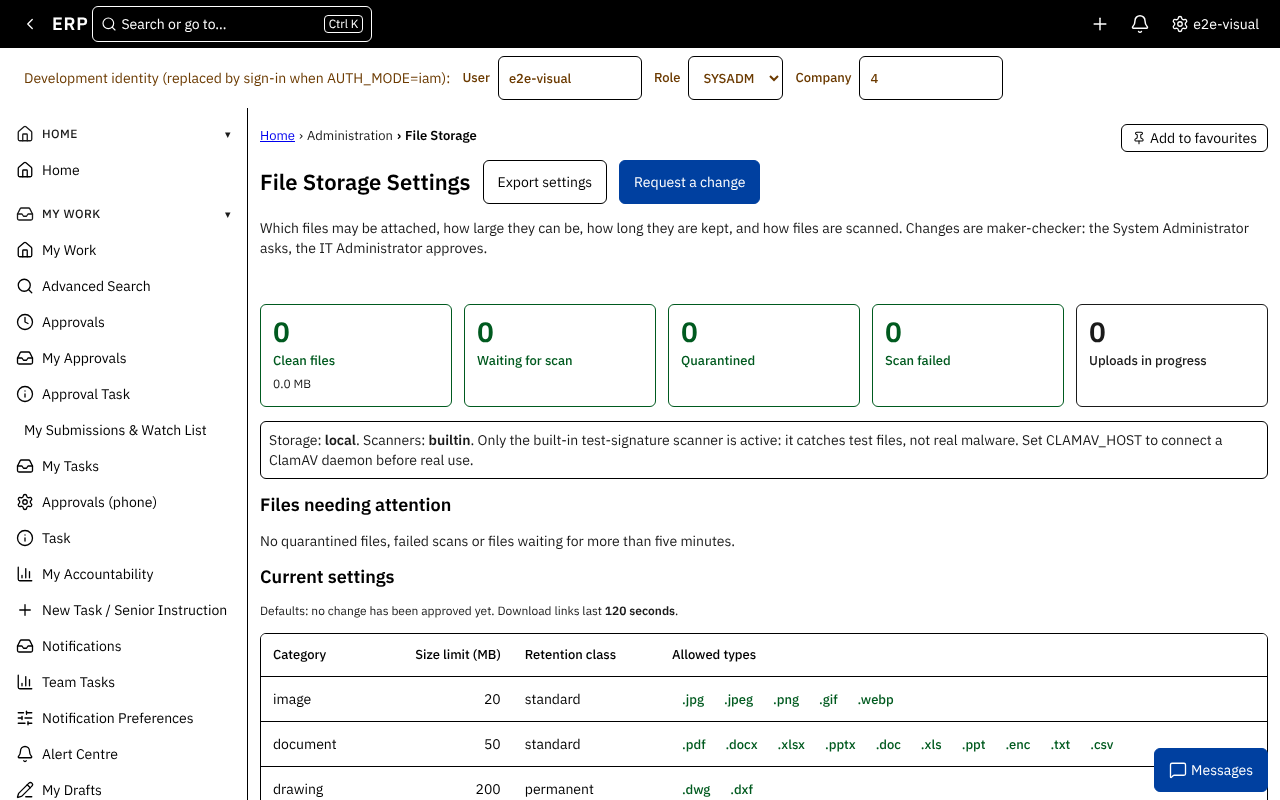 ERP
Search or go to...
Ctrl K
e2e-visual
Development identity (replaced by sign-in when AUTH_MODE=iam):
User
e2e-visual
Role
SYSADM
Company
4
HOME
Home
MY WORK
My Work
Advanced Search
Approvals
My Approvals
Approval Task
My Submissions & Watch List
My Tasks
Approvals (phone)
Task
My Accountability
New Task / Senior Instruction
Notifications
Team Tasks
Notification Preferences
Alert Centre
My Drafts
Home › Administration › File Storage
Add to favourites
File Storage Settings
Export settings
Request a change
Which files may be attached, how large they can be, how long they are kept, and how files are scanned. Changes are maker-checker: the System Administrator
asks, the IT Administrator approves.
0
Clean files
0.0 MB
0
Waiting for scan
0
Quarantined
0
Scan failed
0
Uploads in progress
Storage: local. Scanners: builtin. Only the built-in test-signature scanner is active: it catches test files, not real malware. Set CLAMAV_HOST to connect a
ClamAV daemon before real use.
Files needing attention
No quarantined files, failed scans or files waiting for more than five minutes.
Current settings
Defaults: no change has been approved yet. Download links last 120 seconds.
Category Size limit (MB) Retention class Allowed types
image 20 standard .jpg .jpeg .png .gif .webp
document 50 standard .pdf .docx .xlsx .pptx .doc .xls .ppt .enc .txt .csv
drawing 200 permanent .dwg .dxf
Messages